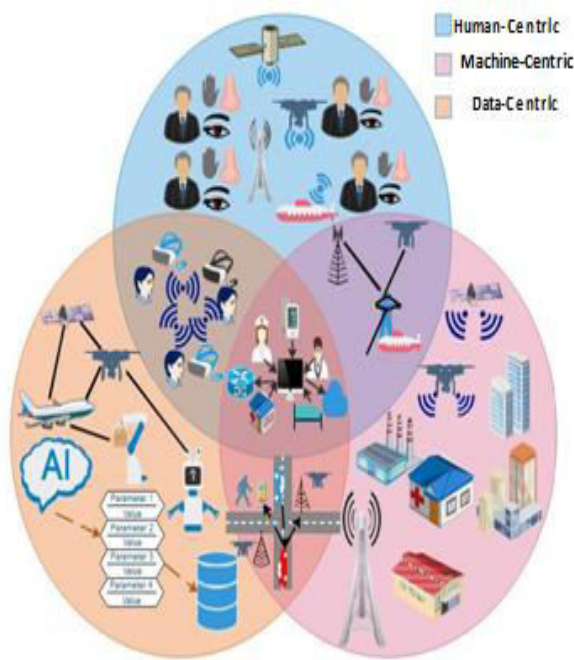 Human-Centric
Machine-Centric
Data-Centric
AI
Parameter 1
Value
Parameter 2
Value
Parameter 3
Value
Parameter 4
Value